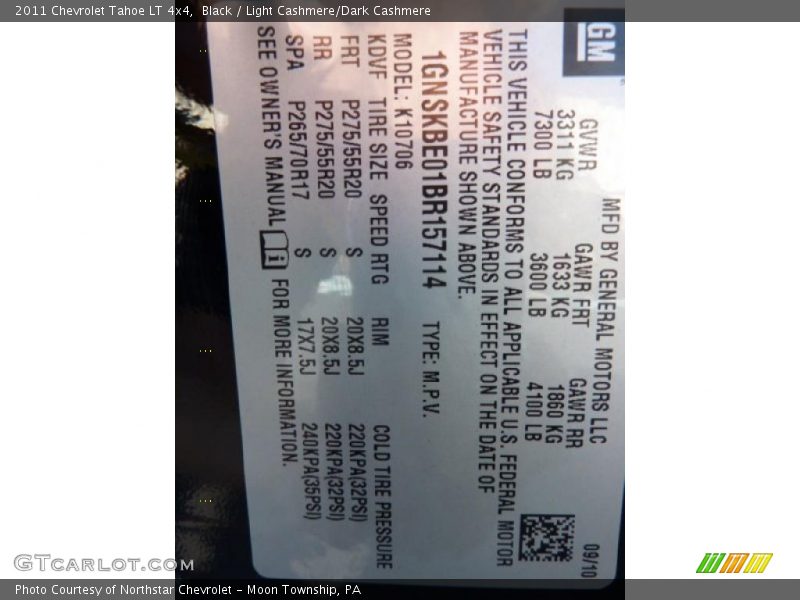 2011 Chevrolet Tahoe LT 4x4, Black / Light Cashmere/Dark Cashmere
GM
MFD BY GENERAL MOTORS LLC 09/10
GVWR GAWR FRT GAWR RR
3311 KG 1633 KG 1860 KG
7300 LB 3600 LB 4100 LB
THIS VEHICLE CONFORMS TO ALL APPLICABLE U.S. FEDERAL MOTOR
VEHICLE SAFETY STANDARDS IN EFFECT ON THE DATE OF
MANUFACTURE SHOWN ABOVE.
1GNSKBE01BR157114 TYPE: M.P.V.
MODEL: K10706
KDVF TIRE SIZE SPEED RTG RIM COLD TIRE PRESSURE
FRT P275/55R20 S 20X8.5J 220KPA(32PSI)
RR P275/55R20 S 20X8.5J 220KPA(32PSI)
SPA P265/70R17 S 17X7.5J 240KPA(35PSI)
SEE OWNER'S MANUAL i FOR MORE INFORMATION.
GTcarlot.com
Photo Courtesy of Northstar Chevrolet - Moon Township, PA